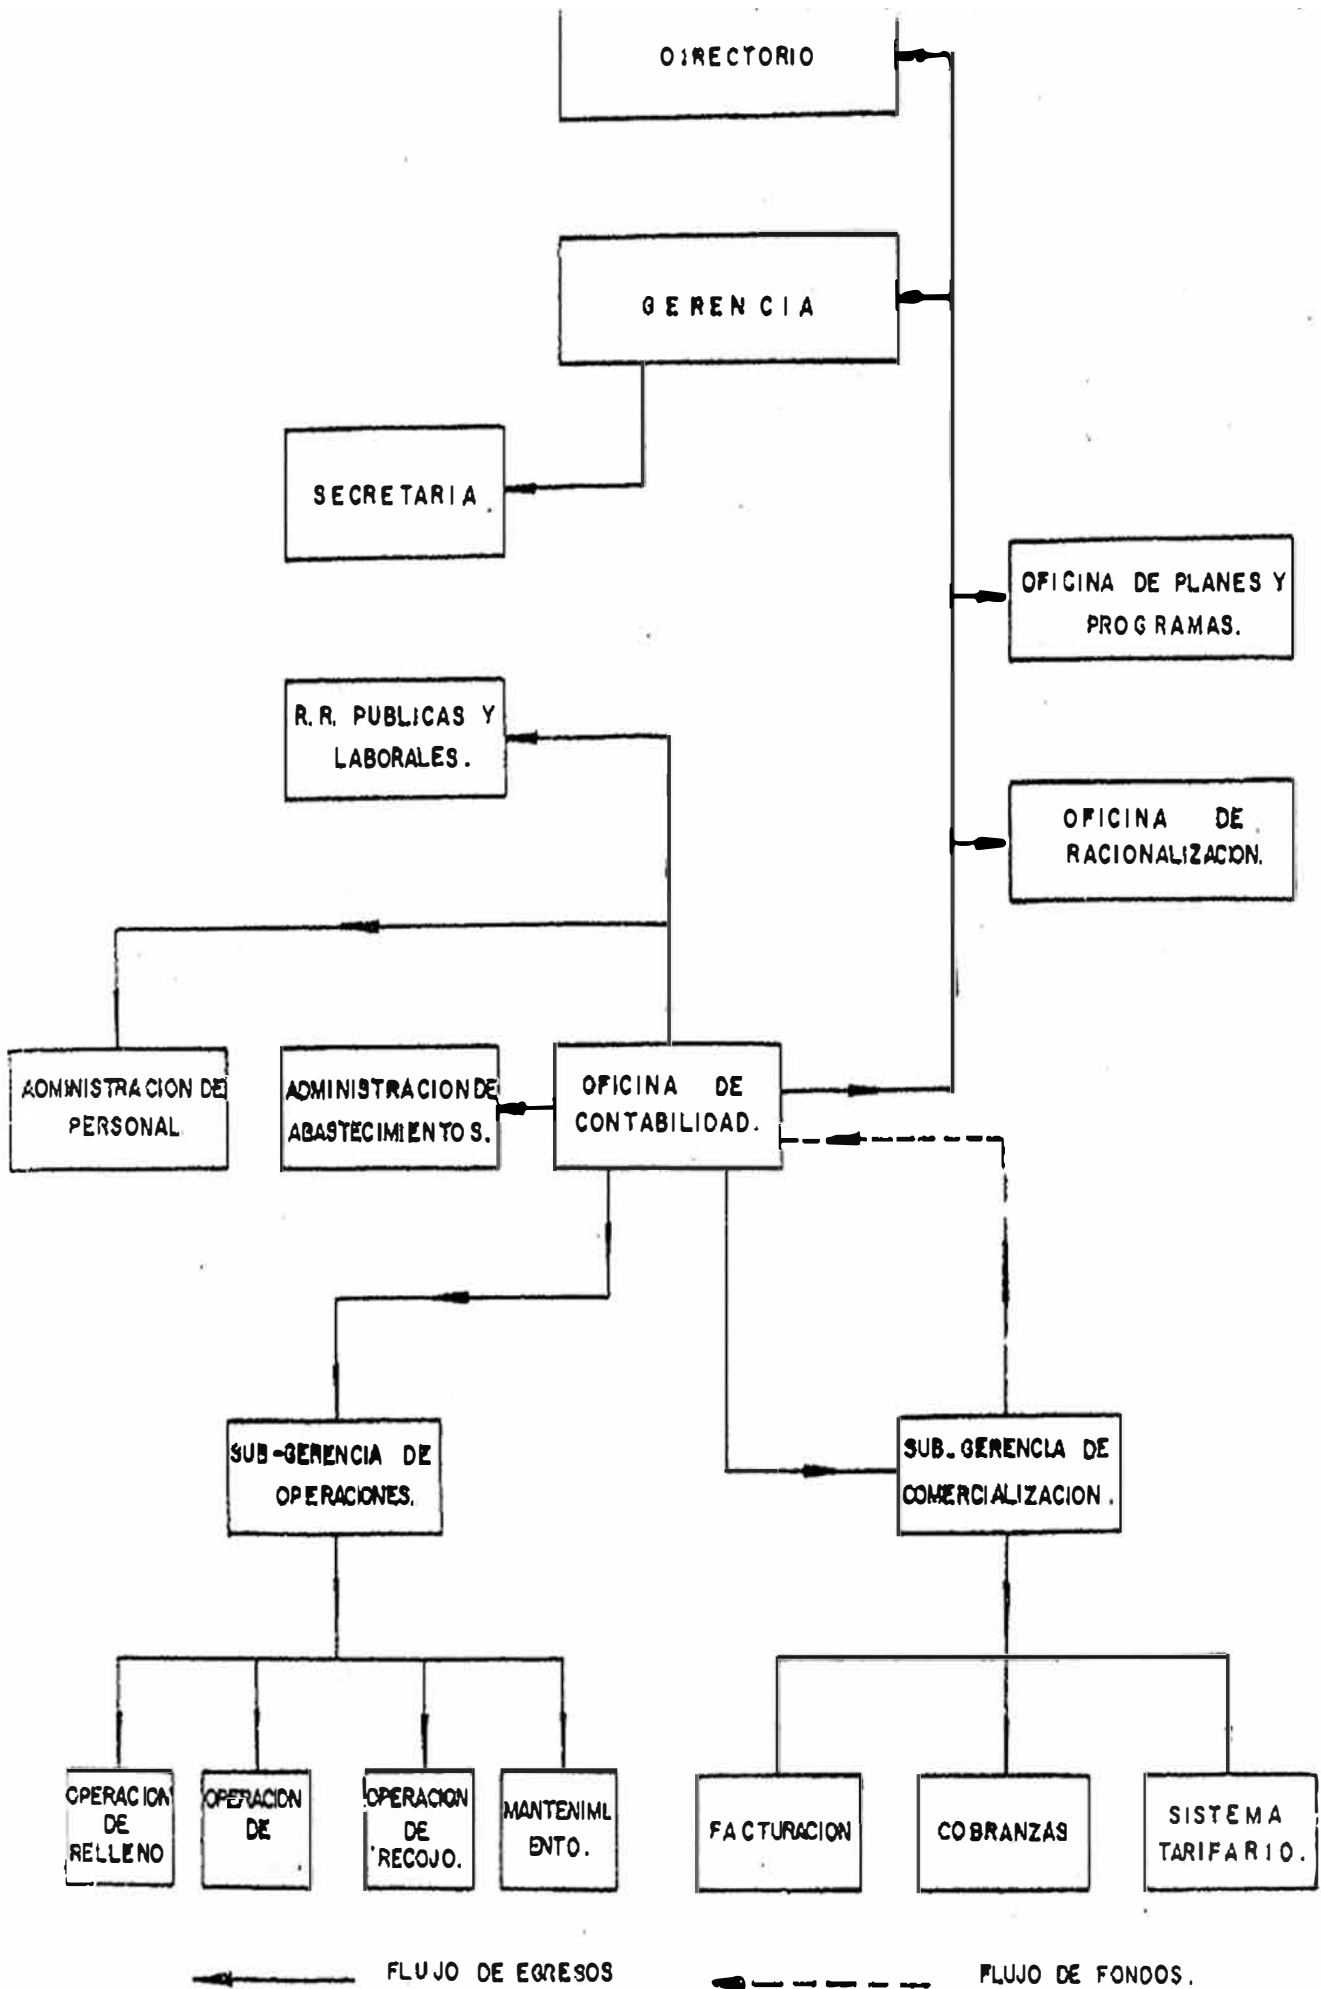 DIRECTORIO
GERENCIA
SECRETARIA
OFICINA DE PLANES Y
PROGRAMAS.
R.R. PUBLICAS Y
LABORALES.
OFICINA DE
RACIONALIZACION.
ADMINISTRACION DE
PERSONAL
ADMINISTRACION DE
ABASTECIMIENTOS.
OFICINA DE
CONTABILIDAD.
SUB-GERENCIA DE
OPERACIONES.
SUB-GERENCIA DE
COMERCIALIZACION.
OPERACION
DE
RELLENO
OPERACION
DE
OPERACION
DE
RECOJO.
MANTENIMI
ENTO.
FACTURACION
COBRANZAS
SISTEMA
TARIFARIO.
FLUJO DE EGRESOS
FLUJO DE FONDOS.